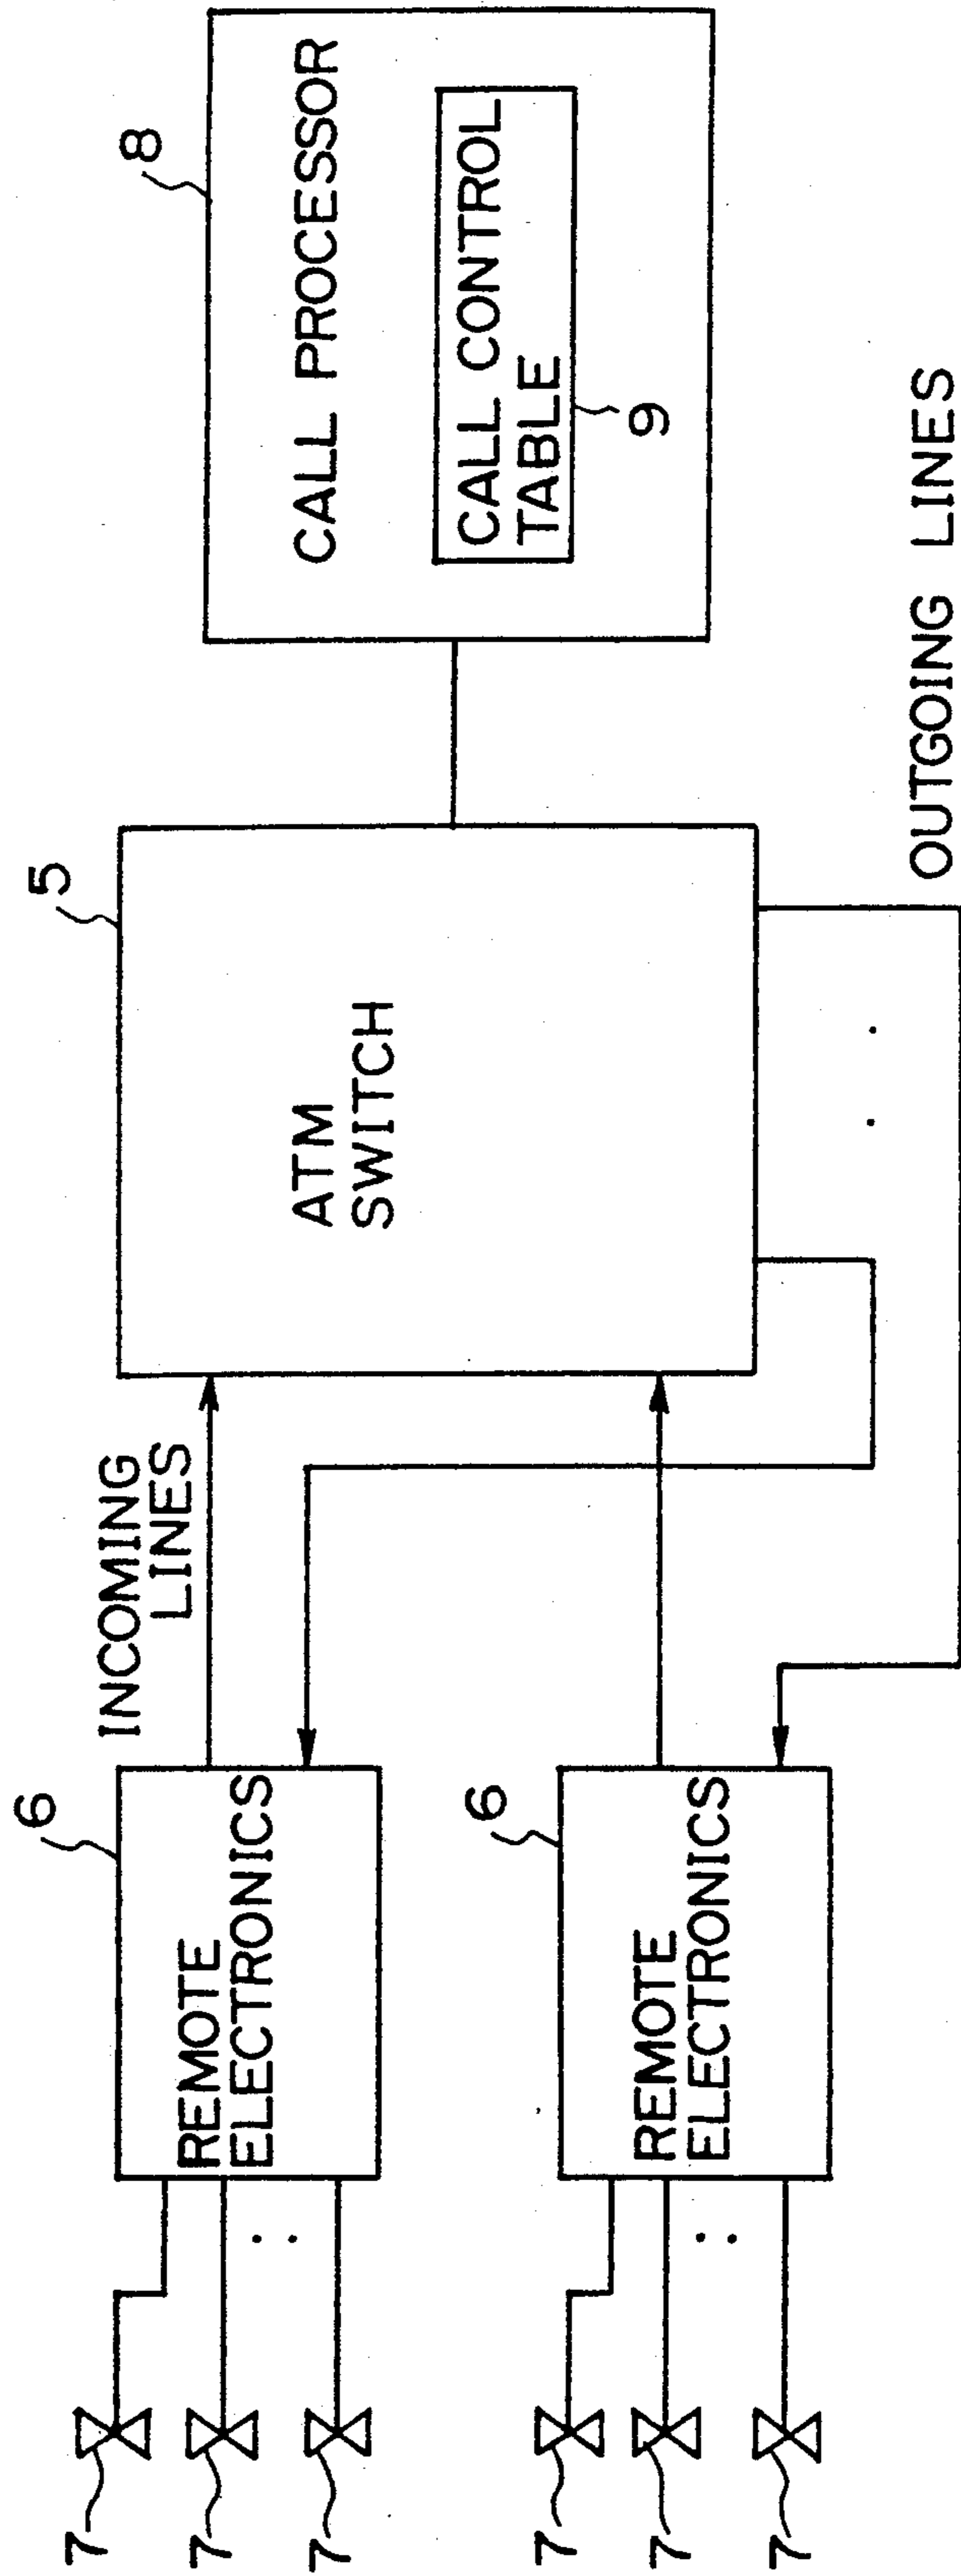 8
CALL PROCESSOR
CALL CONTROL
TABLE
9
5
ATM
SWITCH
OUTGOING LINES
INCOMING
LINES
6
REMOTE
ELECTRONICS
6
REMOTE
ELECTRONICS
7
7
7
7
7
7